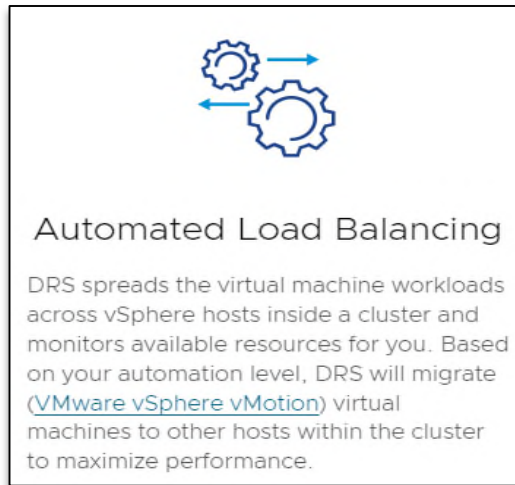 Automated Load Balancing
DRS spreads the virtual machine workloads
across vSphere hosts inside a cluster and
monitors available resources for you. Based
on your automation level, DRS will migrate
(VMware vSphere vMotion) virtual
machines to other hosts within the cluster
to maximize performance.